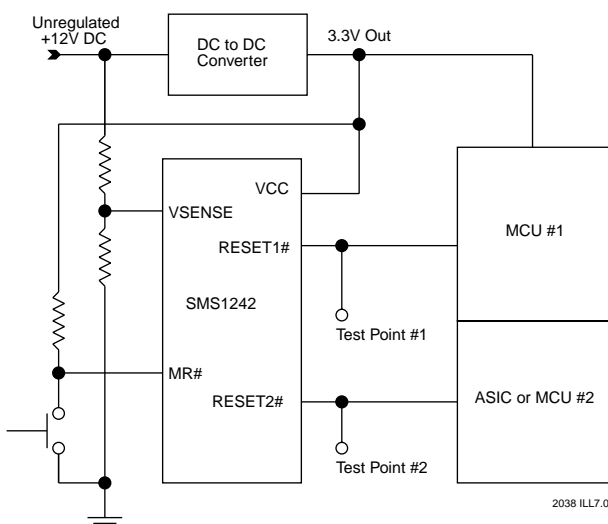 Unregulated
+12V DC
DC to DC
Converter
3.3V Out
VCC
VSENSE
RESET1#
MCU #1
SMS1242
Test Point #1
MR#
RESET2#
ASIC or MCU #2
Test Point #2
2038 ILL7.0